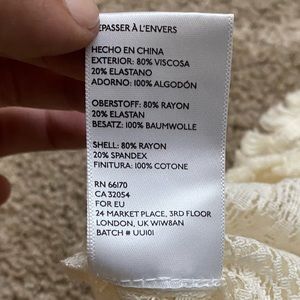 REPASSER À L'ENVERS
HECHO EN CHINA
EXTERIOR: 80% VISCOSA
20% ELASTANO
ADORNO: 100% ALGODÓN
OBERSTOFF: 80% RAYON
20% ELASTAN
BESATZ: 100% BAUMWOLLE
SHELL: 80% RAYON
20% SPANDEX
FINITURA: 100% COTONE
RN 66170
CA 32054
FOR EU
24 MARKET PLACE, 3RD FLOOR
LONDON, UK W1W8AN
BATCH # UU101